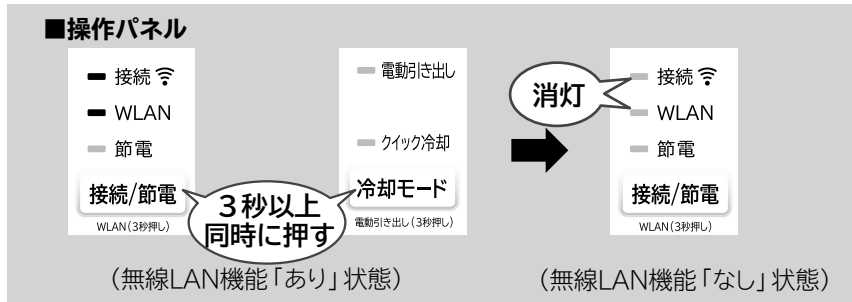 ■操作パネル
接続
WLAN
節電
接続/節電
WLAN(3秒押し)
３秒以上
同時に押す
電動引き出し
クイック冷却
冷却モード
電動引き出し(3秒押し)
(無線LAN機能「あり」状態)
消灯
接続
WLAN
節電
接続/節電
WLAN(3秒押し)
(無線LAN機能「なし」状態)